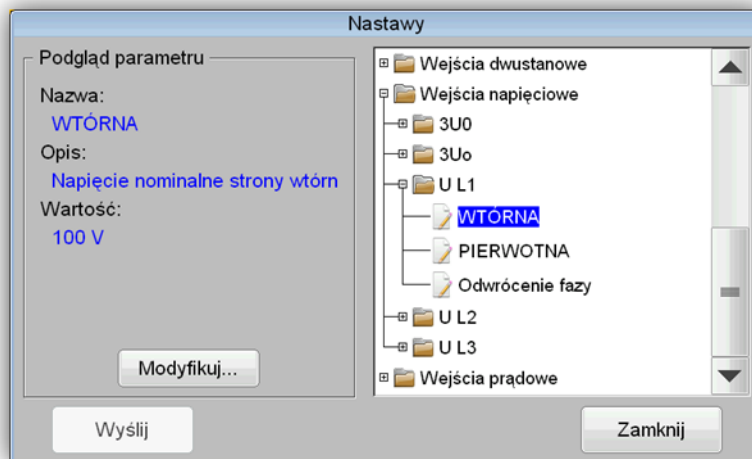 Nastawy
Podgląd parametru
Nazwa:
WTÓRNA
Opis:
Napięcie nominalne strony wtórn
Wartość:
100 V
Modyfikuj...
Wejścia dwustanowe
Wejścia napięciowe
3U0
3Uo
U L1
WTÓRNA
PIERWOTNA
Odwrócenie fazy
U L2
U L3
Wejścia prądowe
Wyślij
Zamknij